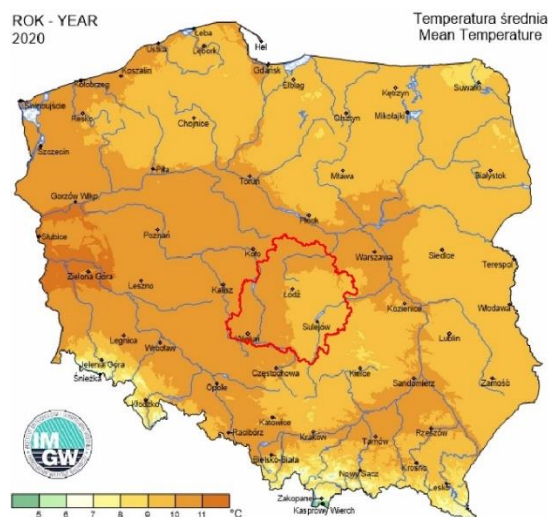 ROK - YEAR
2020
Temperatura średnia
Mean Temperature
Łeba
Hel
Ustka
Lębork
Koszalin
Gdańsk
Kołobrzeg
Elbląg
Suwałki
Kętrzyn
Świnoujście
Resko
Chojnice
Olsztyn
Mikołajki
Szczecin
Piła
Toruń
Mława
Białystok
Gorzów Wlkp
Płock
Słubice
Poznań
Koło
Warszawa
Siedlce
Terespol
Zielona Góra
Leszno
Kalisz
Łódź
Kozienice
Włodawa
Sulejów
Legnica
Wrocław
Lublin
Jelenia Góra
Śnieżka
Częstochowa
Kielce
Opole
Sandomierz
Zamość
Kłodzko
Katowice
Racibórz
Kraków
Tarnów
Rzeszów
Bielsko-Biała
Nowy Sącz
Krosno
Lesko
Zakopane
Kasprowy Wierch
IM
GW
5 6 7 8 9 10 11 °C